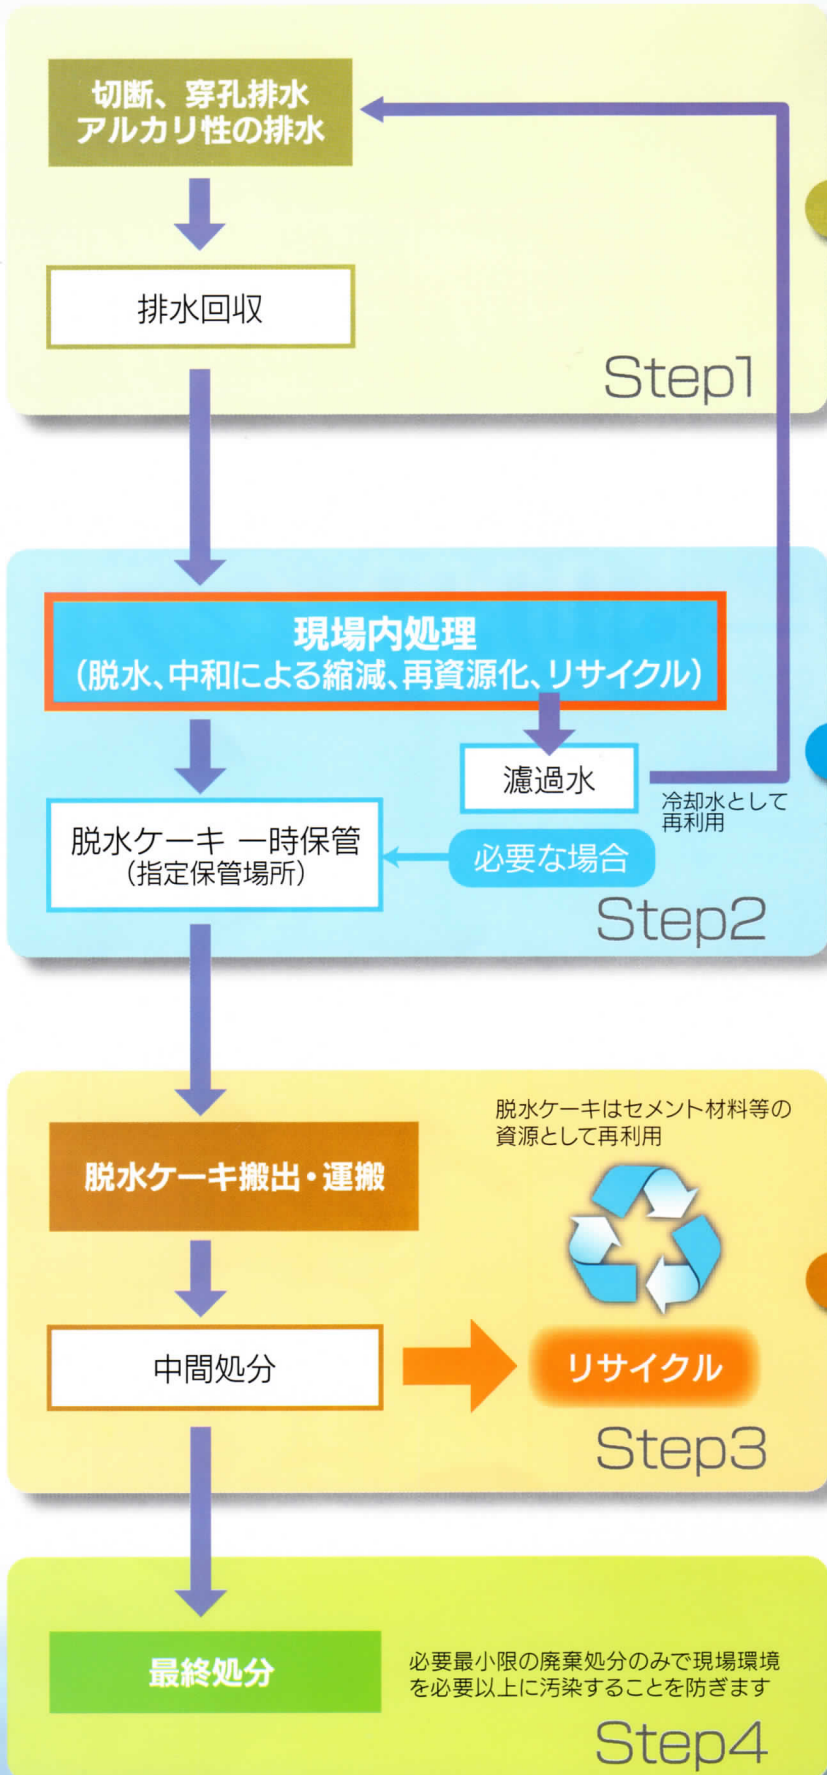 切断、穿孔排水
アルカリ性の排水
排水回収
Step1
現場内処理
(脱水、中和による縮減、再資源化、リサイクル)
濾過水
冷却水として
再利用
脱水ケーキ 一時保管
(指定保管場所)
必要な場合
Step2
脱水ケーキはセメント材料等の
資源として再利用
脱水ケーキ搬出・運搬
中間処分
リサイクル
Step3
最終処分
必要最小限の廃棄処分のみで現場環境
を必要以上に汚染することを防ぎます
Step4